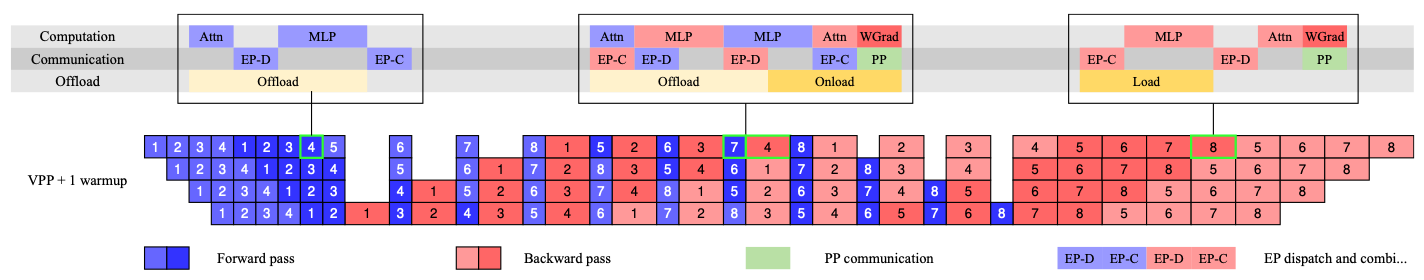 Computation Attn MLP Attn MLP MLP Attn WGrad MLP Attn WGrad
Communication EP-D EP-C EP-C EP-D EP-D EP-C PP EP-C EP-D PP
Offload Offload Offload Onload Load
1 2 3 4 1 2 3 4 5 6 7 8 1 5 2 6 3 7 4 8 1 2 3 4 5 6 7 8 5 6 7 8
VPP + 1 warmup
1 2 3 4 1 2 3 4 5 6 1 7 2 8 3 5 4 6 1 7 2 8 3 4 5 6 7 8 5 6 7 8
1 2 3 4 1 2 3 4 1 5 2 6 3 7 4 8 1 5 2 6 3 7 4 8 5 6 7 8 5 6 7 8
1 2 3 4 1 2 1 3 2 4 3 5 4 6 1 7 2 8 3 5 4 6 5 7 6 8 7 8 5 6 7 8
Forward pass Backward pass PP communication EP-D EP-C EP-D EP-C EP dispatch and combi...